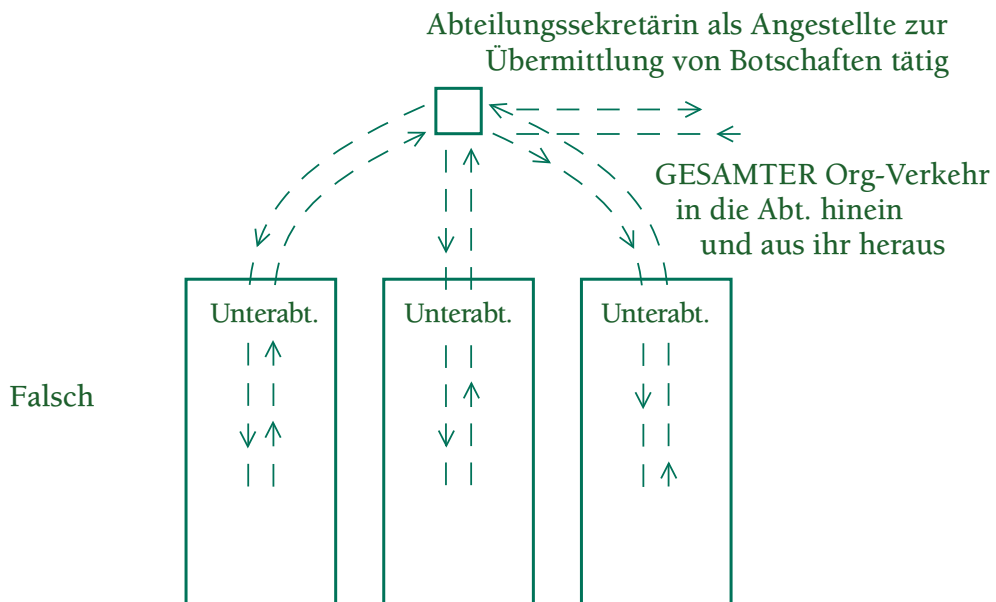 Abteilungssekretärin als Angestellte zur
Übermittlung von Botschaften tätig
GESAMTER Org-Verkehr
in die Abt. hinein
und aus ihr heraus
Unterabt.
Unterabt.
Unterabt.
Falsch